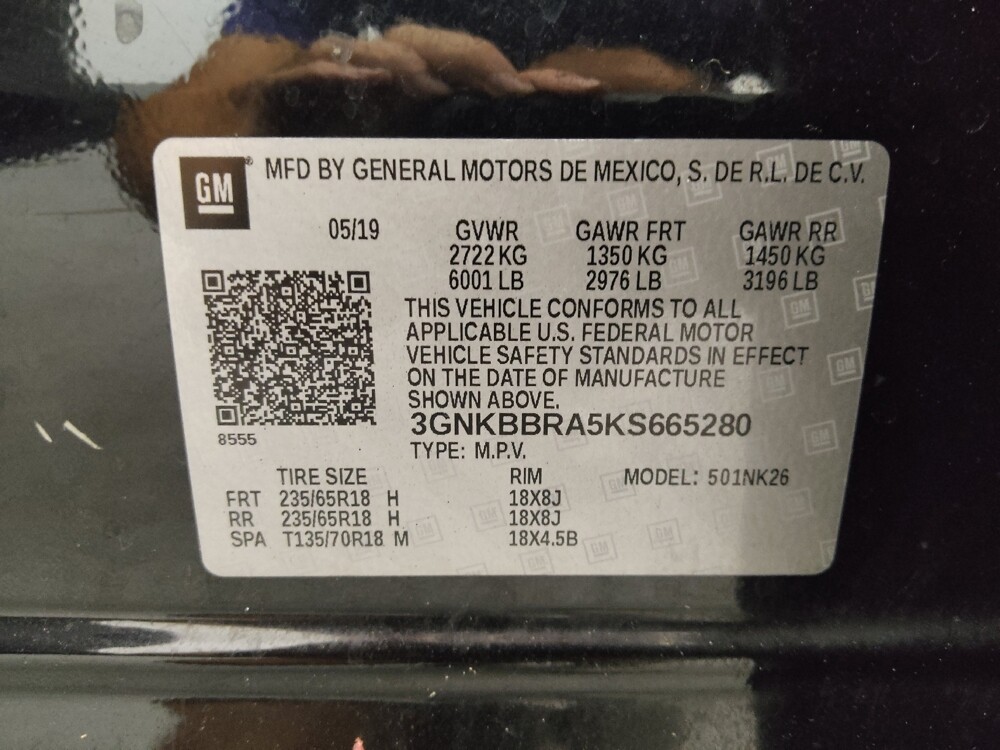 GM® MFD BY GENERAL MOTORS DE MEXICO, S. DE R.L. DE C.V.
05/19 GVWR GAWR FRT GAWR RR
2722 KG 1350 KG 1450 KG
6001 LB 2976 LB 3196 LB
THIS VEHICLE CONFORMS TO ALL
APPLICABLE U.S. FEDERAL MOTOR
VEHICLE SAFETY STANDARDS IN EFFECT
ON THE DATE OF MANUFACTURE
SHOWN ABOVE.
3GNKBBRA5KS665280
8555
TYPE: M.P.V.
TIRE SIZE RIM MODEL: 501NK26
FRT 235/65R18 H 18X8J
RR 235/65R18 H 18X8J
SPA T135/70R18 M 18X4.5B